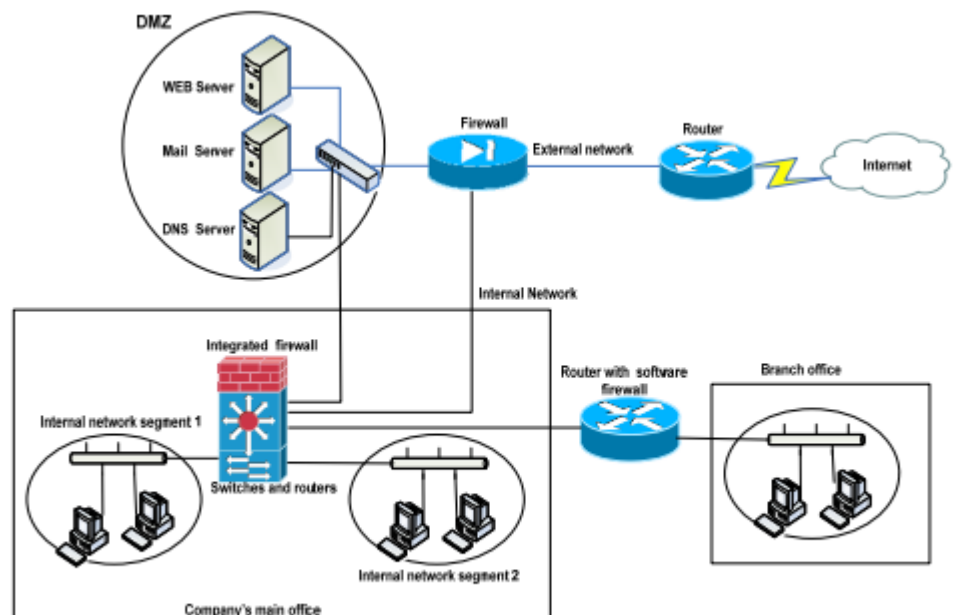 DMZ
WEB Server
Mail Server
DNS Server
Firewall
External network
Router
Internet
Internal Network
Integrated firewall
Router with software
firewall
Branch office
Internal network segment 1
Switches and routers
Internal network segment 2
Company's main office